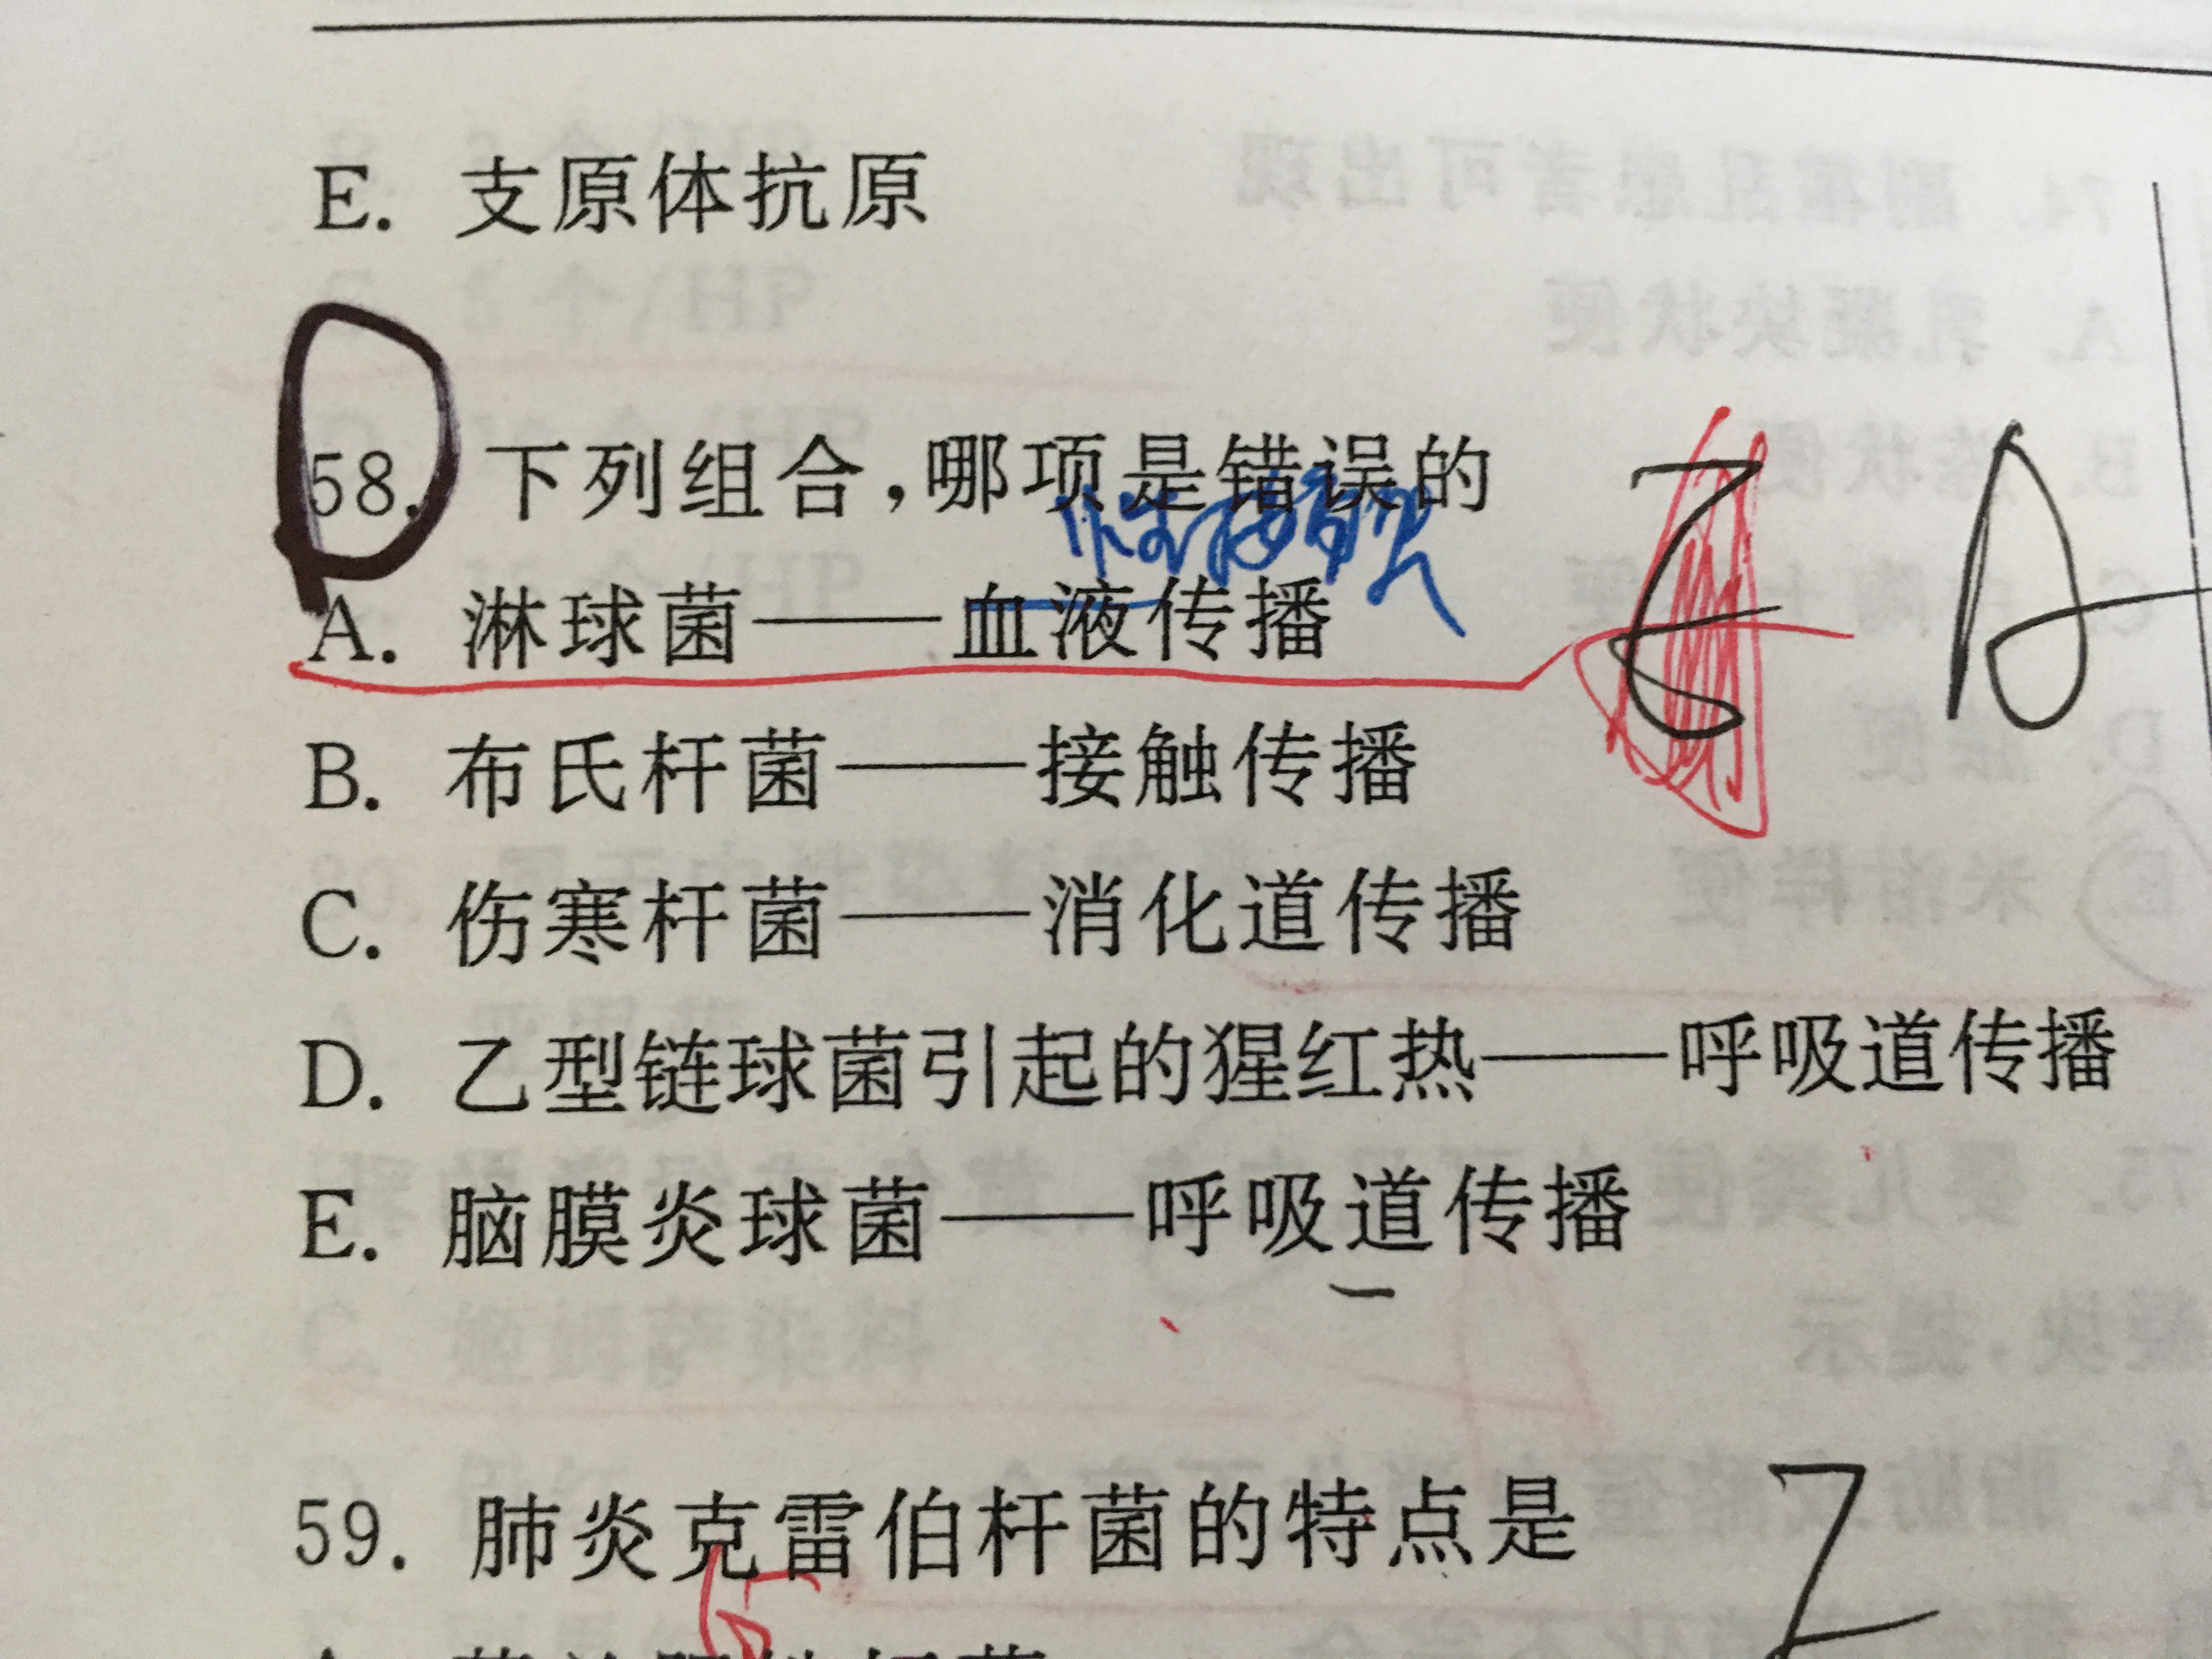 E. 支原体抗原
58. 下列组合,哪项是错误的
A. 淋球菌——血液传播
B. 布氏杆菌——接触传播
C. 伤寒杆菌——消化道传播
D. 乙型链球菌引起的猩红热——呼吸道传播
E. 脑膜炎球菌——呼吸道传播
59. 肺炎克雷伯杆菌的特点是